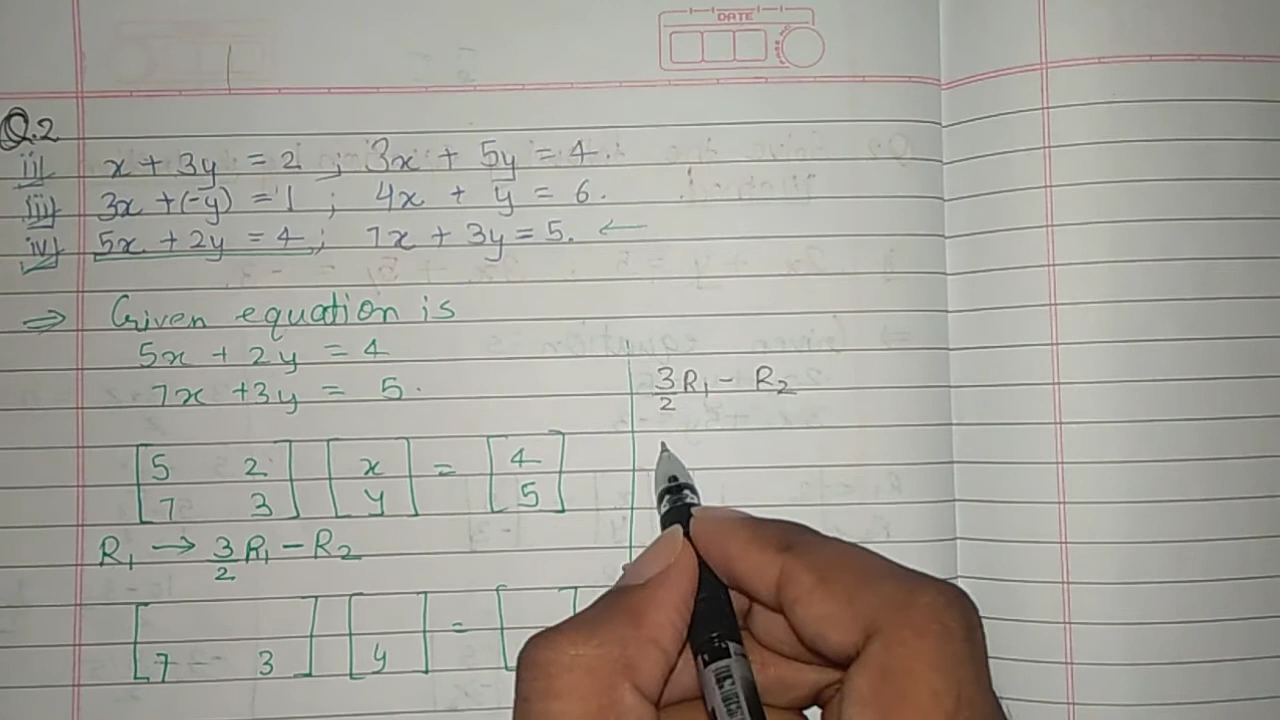 DATE
Q.2
ii) x + 3y = 2 ; 3x + 5y = 4.
iii) 3x + (-y) = 1 ; 4x + y = 6.
iv) 5x + 2y = 4 ; 7x + 3y = 5. ←
⇒ Given equation is
5x + 2y = 4
7x + 3y = 5.
[5 2] [x] = [4]
[7 3] [y] [5]
R₁ → 3/2 R₁ - R₂
[ ] [ ] = [
[7 3] [y]
3/2 R₁ - R₂